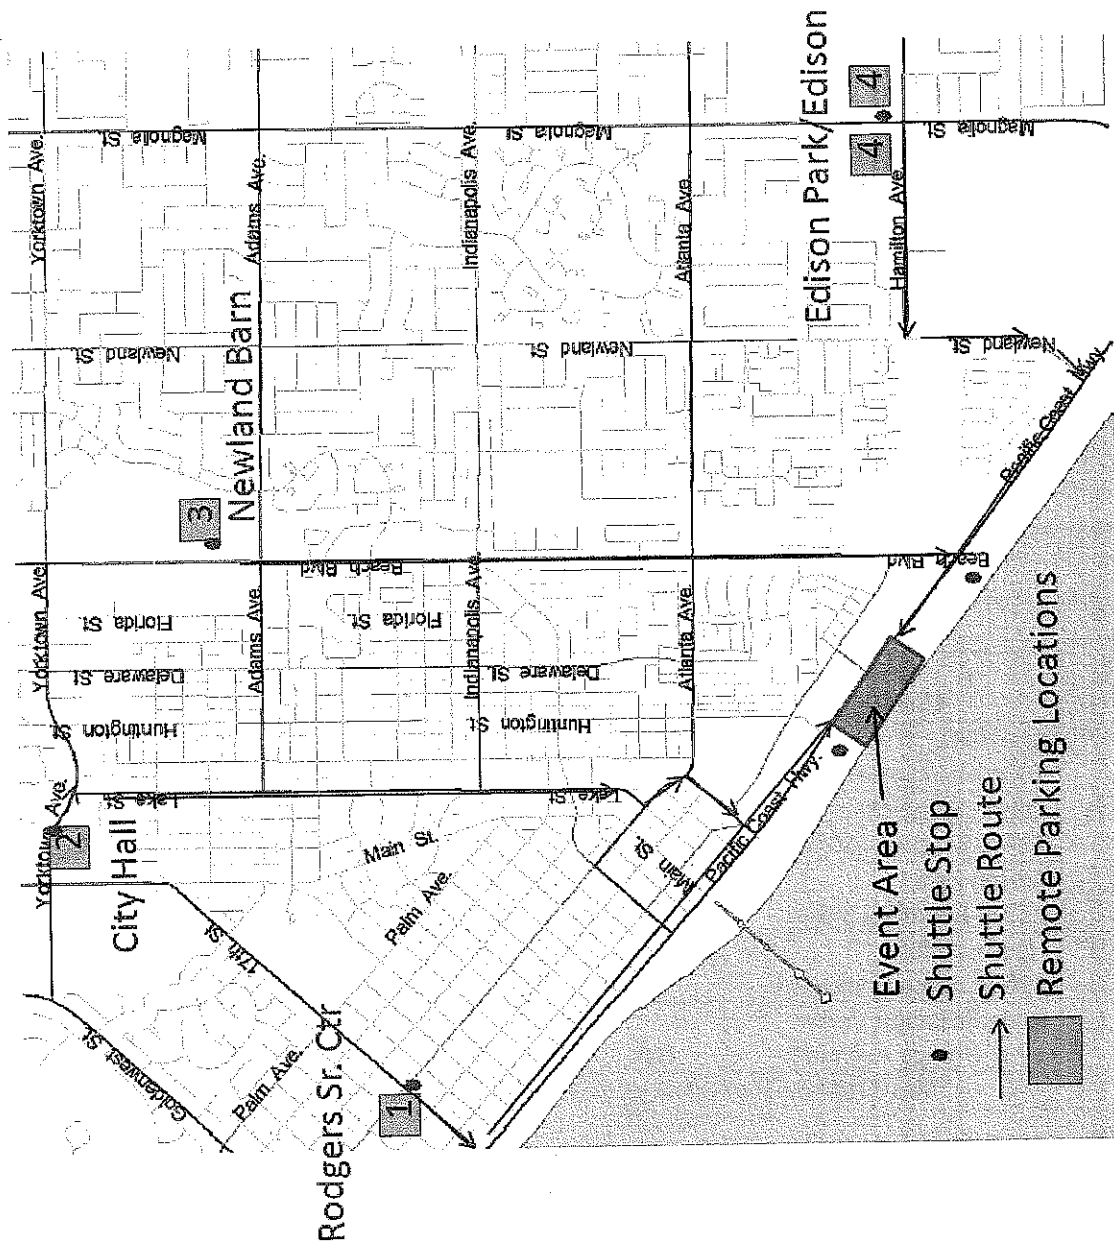 Yorktown Ave.
Yorktown Ave.
Yorktown Ave.
Magnolia St.
Magnolia St.
Magnolia St.
Adams Ave.
Adams Ave.
Indianapolis Ave.
Indianapolis Ave.
Atlanta Ave.
Atlanta Ave.
Hamilton Ave.
Newland St.
Newland St.
Newland St.
Beach Blvd
Beach Blvd
Florida St.
Florida St.
Delaware St.
Delaware St.
Huntington St.
Huntington St.
Lake St.
Lake St.
Main St.
Main St.
Palm Ave.
Palm Ave.
17th St.
Goldenwest St.
Pacific Coast Hwy.
Pacific Coast Hwy.
1
Rodgers Sr. Ctr
2
City Hall
3
Newland Barn
4
4
Edison Park/Edison
Event Area
Shuttle Stop
Shuttle Route
Remote Parking Locations